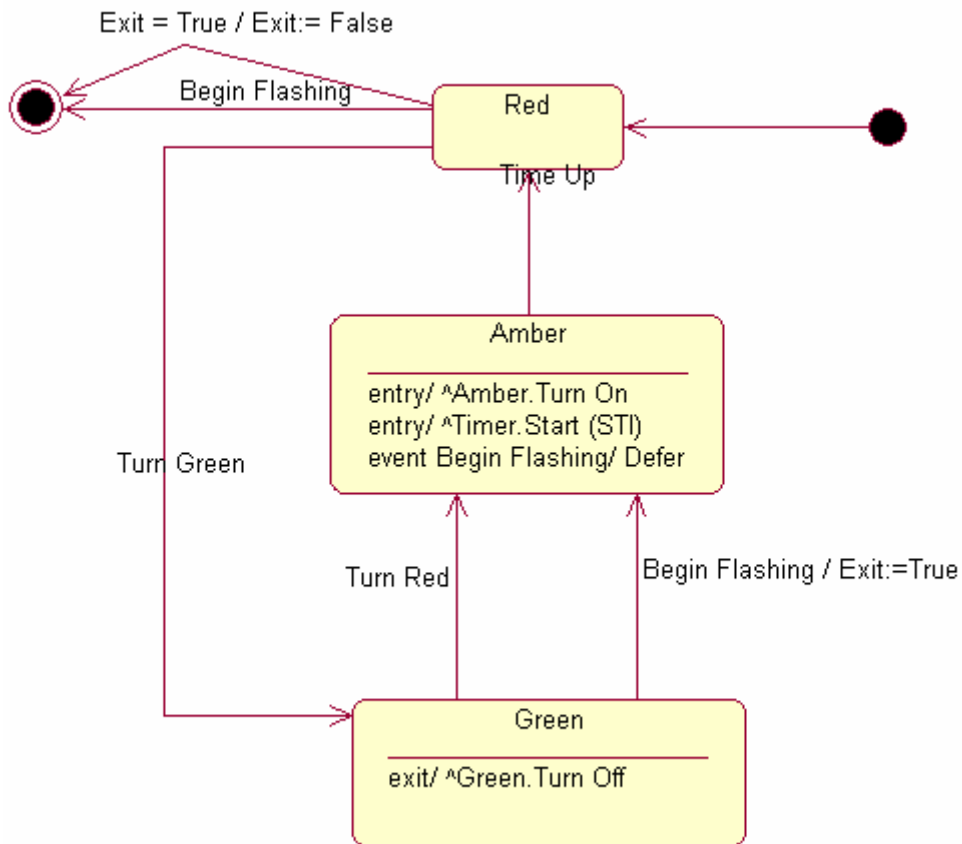 Exit = True / Exit:= False
Begin Flashing
Red
Time Up
Amber
entry/ ^Amber.Turn On
entry/ ^Timer.Start (STI)
event Begin Flashing/ Defer
Turn Green
Turn Red
Begin Flashing / Exit:=True
Green
exit/ ^Green.Turn Off